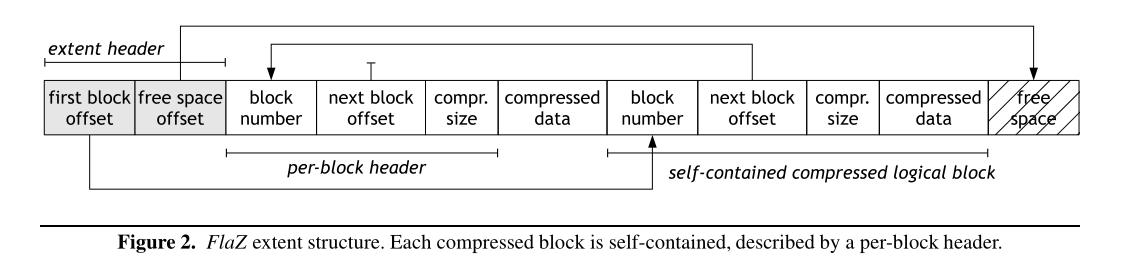 extent header
first block offset
free space offset
block number
next block offset
compr. size
compressed data
block number
next block offset
compr. size
compressed data
free space
per-block header
self-contained compressed logical block
Figure 2. FlaZ extent structure. Each compressed block is self-contained, described by a per-block header.